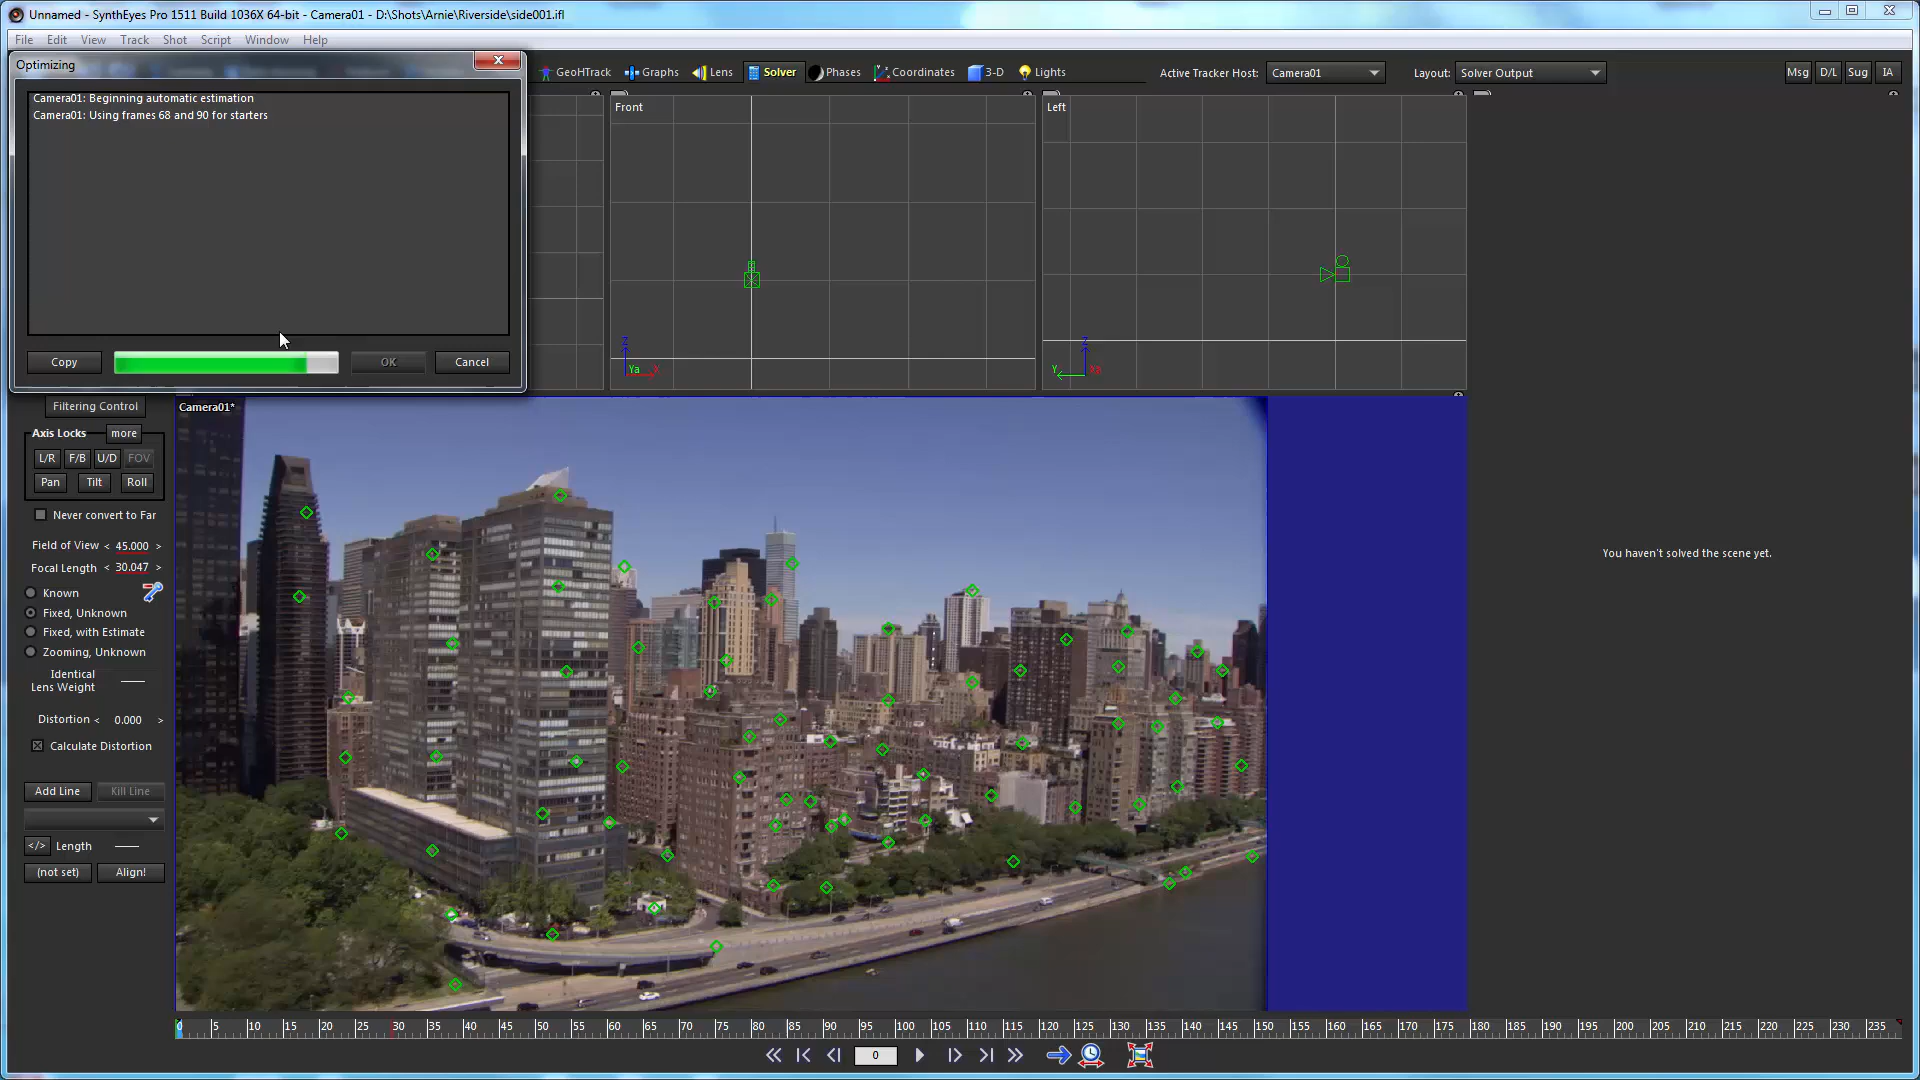 Unnamed - SynthEyes Pro 1511 Build 1036X 64-bit - Camera01 - D:\Shots\Arnie\Riverside\side001.ifl
File Edit View Track Shot Script Window Help
Optimizing
GeoHTrack Graphs Lens Solver Phases Coordinates 3-D Lights Active Tracker Host: Camera01 Layout: Solver Output Msg D/L Sug IA
Camera01: Beginning automatic estimation
Camera01: Using frames 68 and 90 for starters
Copy OK Cancel
Front
Z
Ya X
Left
Z
Y Xa
Filtering Control
Axis Locks more
L/R F/B U/D FOV
Pan Tilt Roll
Never convert to Far
Field of View < 45.000 >
Focal Length < 30.047 >
Known
Fixed, Unknown
Fixed, with Estimate
Zooming, Unknown
Identical
Lens Weight
Distortion < 0.000 >
Calculate Distortion
Add Line Kill Line
</> Length
(not set) Align!
Camera01*
You haven't solved the scene yet.
0 5 10 15 20 25 30 35 40 45 50 55 60 65 70 75 80 85 90 95 100 105 110 115 120 125 130 135 140 145 150 155 160 165 170 175 180 185 190 195 200 205 210 215 220 225 230 235
0